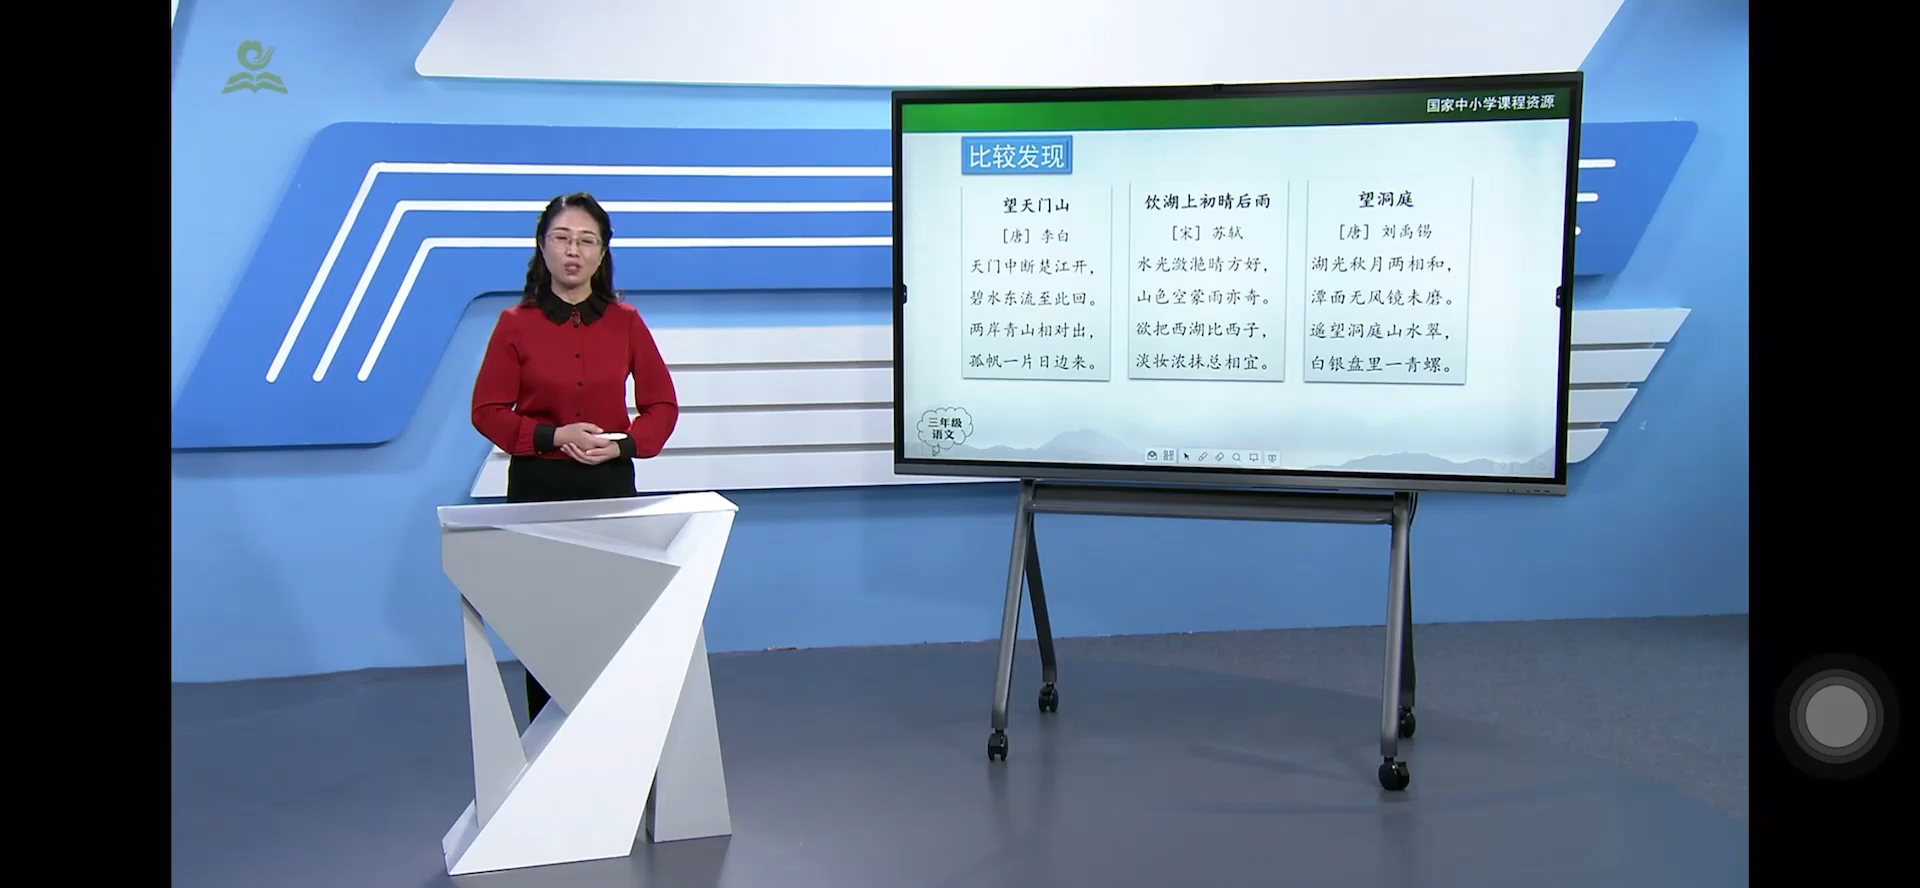 国家中小学课程资源
比较发现
望天门山
[唐] 李白
天门中断楚江开，
碧水东流至此回。
两岸青山相对出，
孤帆一片日边来。
饮湖上初晴后雨
[宋] 苏轼
水光潋滟晴方好，
山色空蒙雨亦奇。
欲把西湖比西子，
淡妆浓抹总相宜。
望洞庭
[唐] 刘禹锡
湖光秋月两相和，
潭面无风镜未磨。
遥望洞庭山水翠，
白银盘里一青螺。
三年级
语文